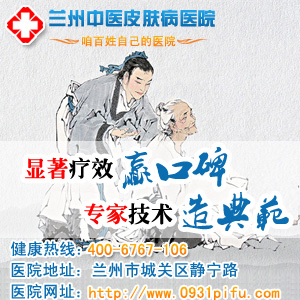 兰州中医皮肤病医院
咱百姓自己的医院
显著疗效 赢口碑
专家技术 造典范
健康热线:400-6767-106
医院地址: 兰州市城关区静宁路
医院网址: http://www.0931pifu.com